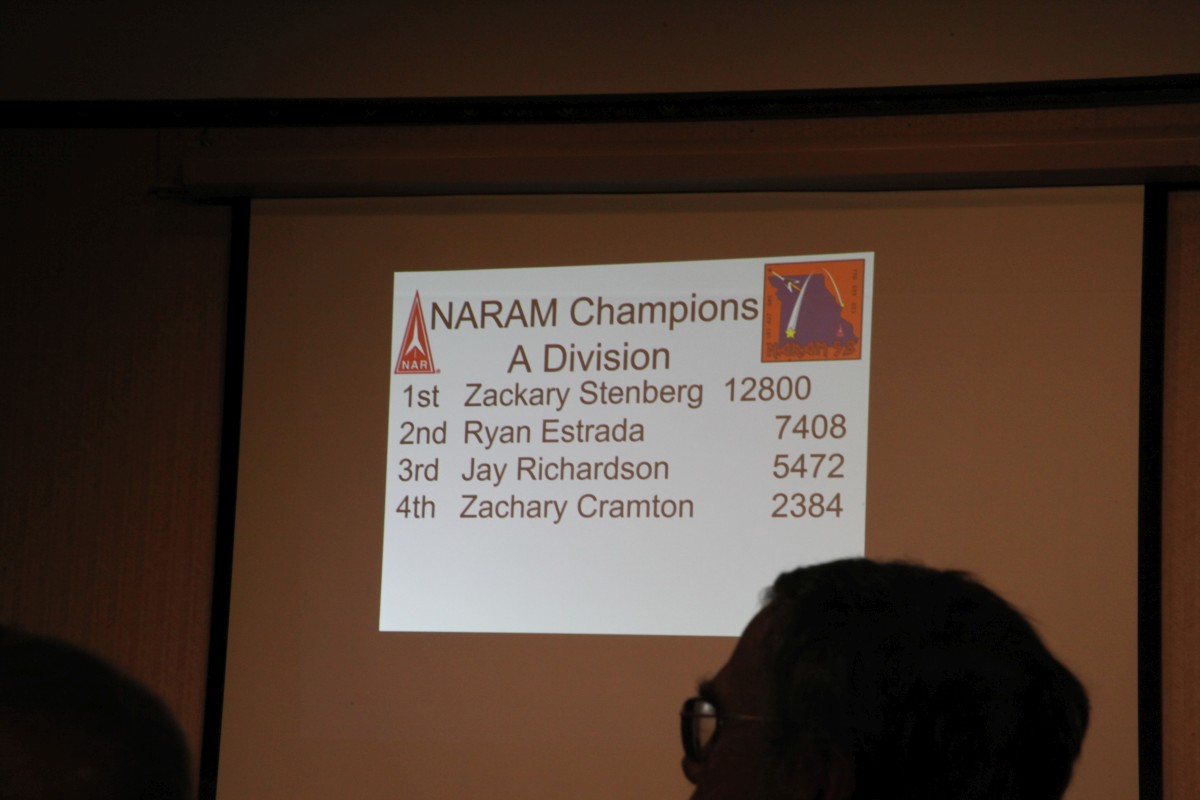 NARAM Champions
A Division
NAR
1st Zackary Stenberg 12800
2nd Ryan Estrada 7408
3rd Jay Richardson 5472
4th Zachary Cramton 2384